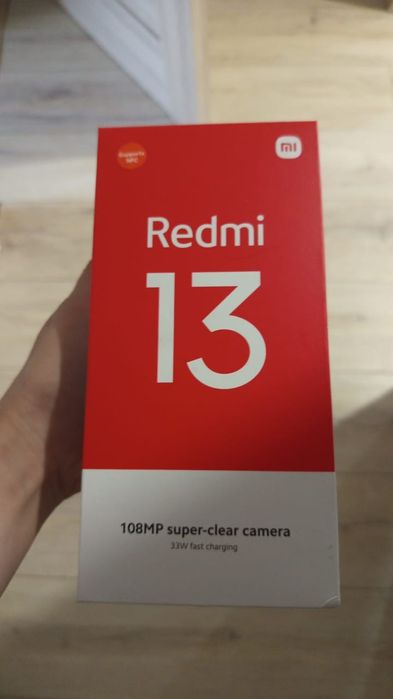 Supports
NFC
mi
Redmi
13
108MP super-clear camera
33W fast charging